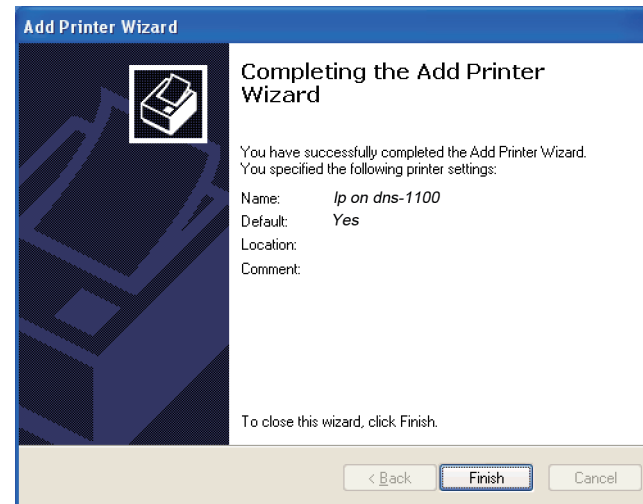 Add Printer Wizard
Completing the Add Printer
Wizard
You have successfully completed the Add Printer Wizard.
You specified the following printer settings:
Name: lp on dns-1100
Default: Yes
Location:
Comment:
To close this wizard, click Finish.
< Back Finish Cancel